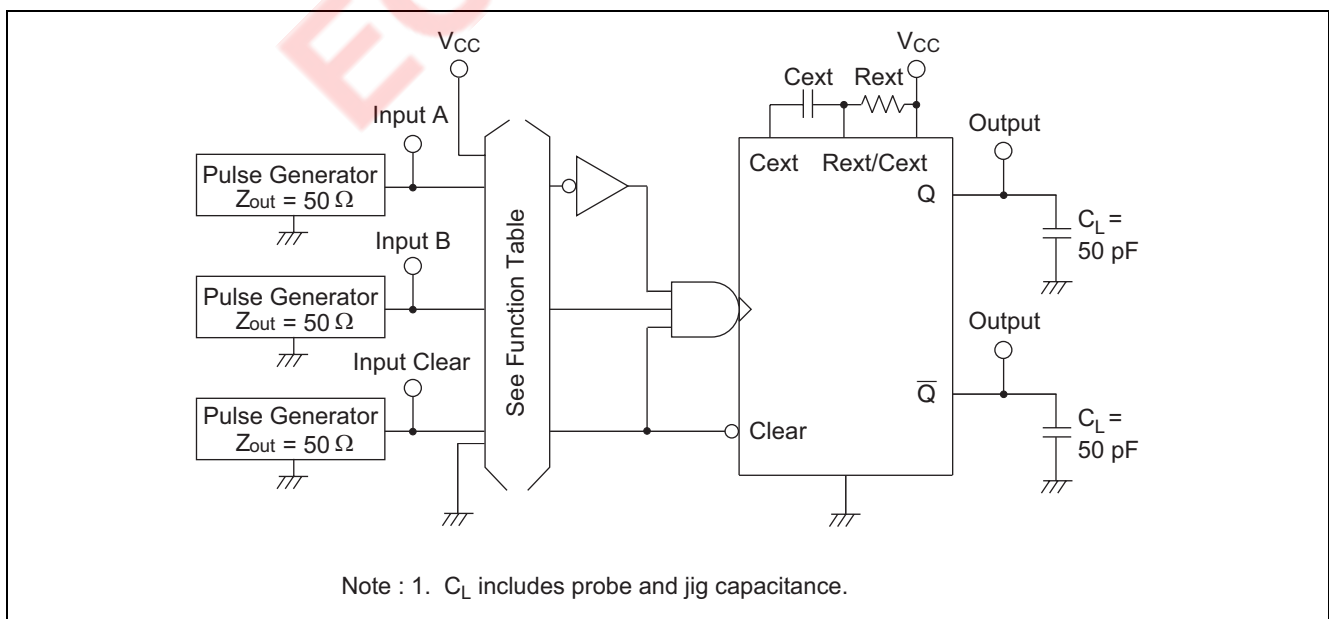 VCC
Input A
Pulse Generator
Zout = 50 Ω
Input B
Pulse Generator
Zout = 50 Ω
Input Clear
Pulse Generator
Zout = 50 Ω
See Function Table
VCC
Cext Rext
Cext Rext/Cext
Q
Output
CL =
50 pF
Output
Q̅
CL =
50 pF
Clear
Note : 1. CL includes probe and jig capacitance.